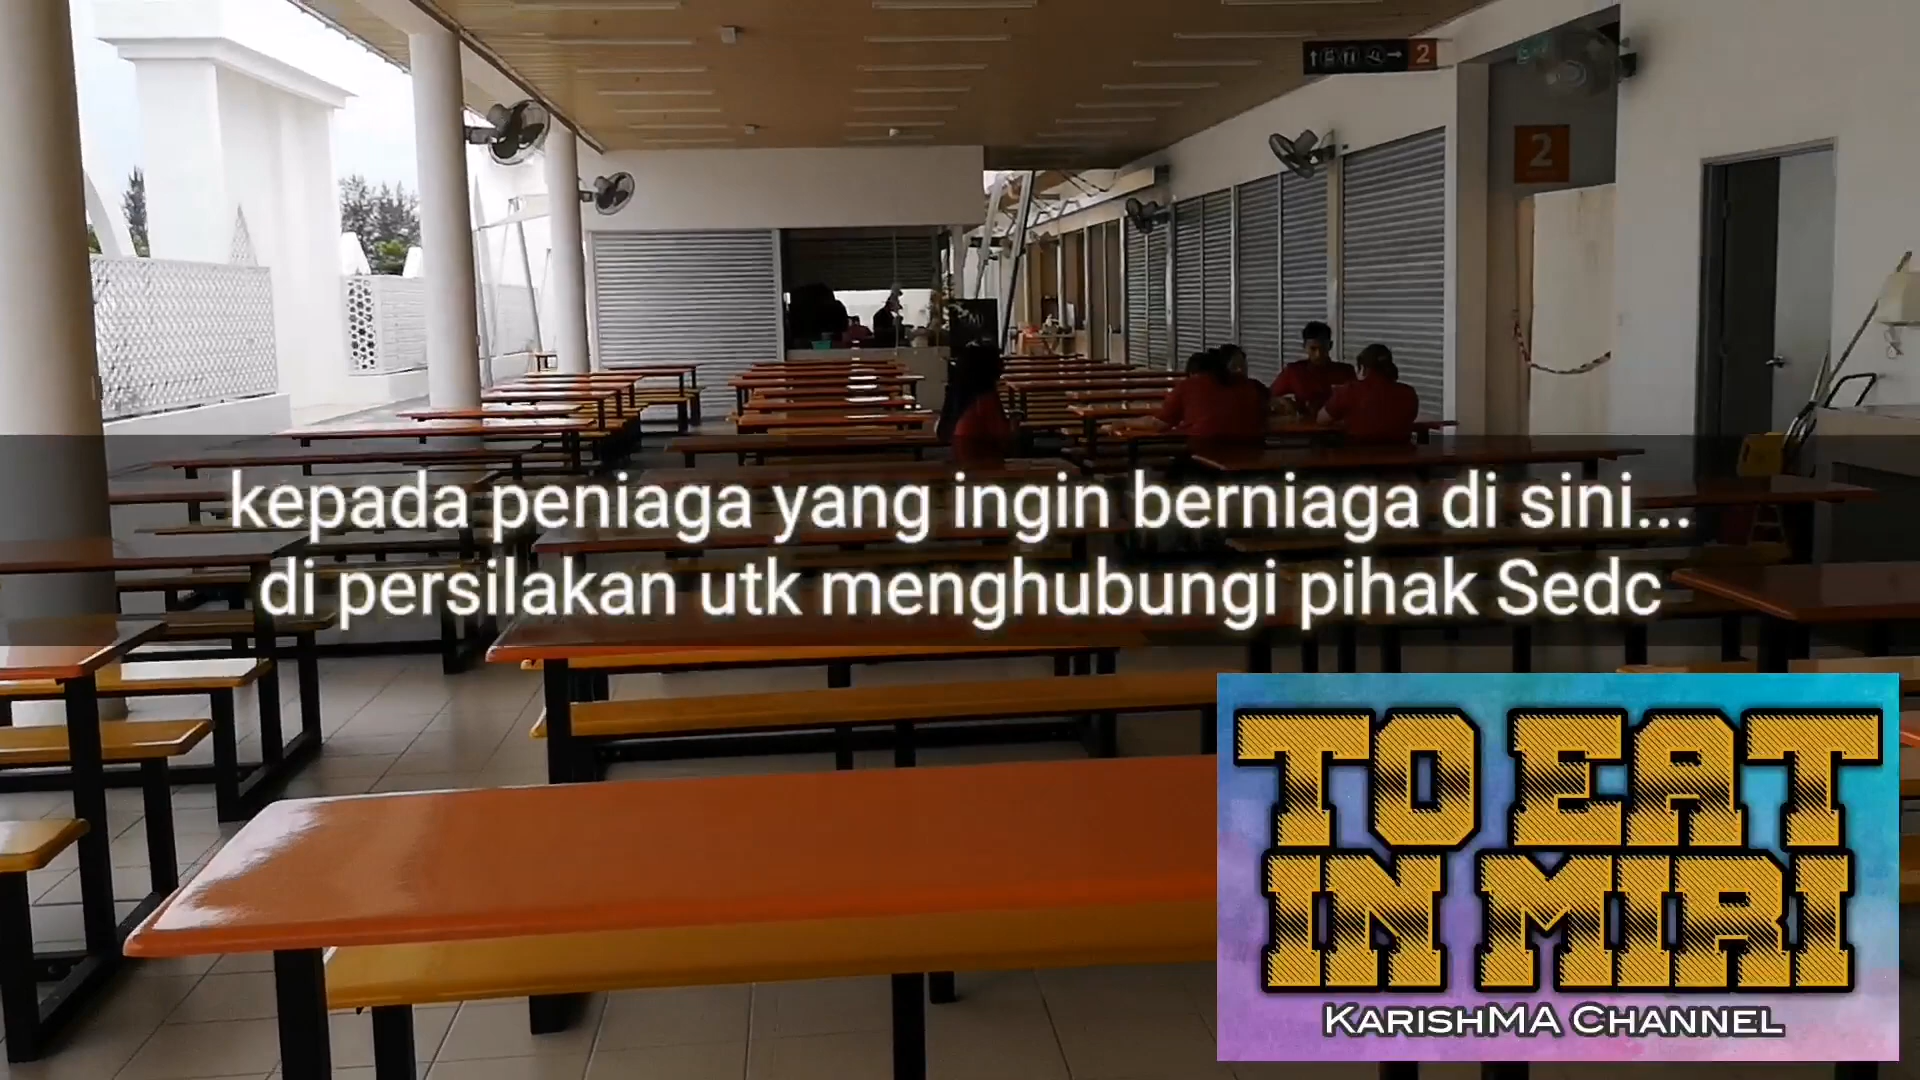 2
2
kepada peniaga yang ingin berniaga di sini...
di persilakan utk menghubungi pihak Sedc
TO EAT
IN MIRI
KARISHMA CHANNEL